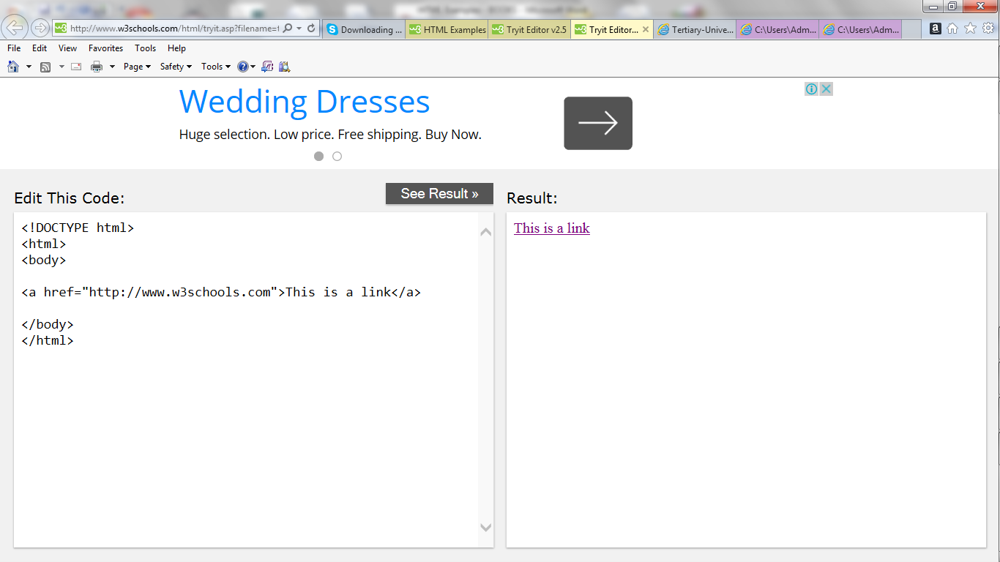 http://www.w3schools.com/html/tryit.asp?filename=t
Downloading ...
HTML Examples
Tryit Editor v2.5
Tryit Editor...
Tertiary-Unive...
C:\Users\Adm...
C:\Users\Adm...
File Edit View Favorites Tools Help
Page Safety Tools
Wedding Dresses
Huge selection. Low price. Free shipping. Buy Now.
Edit This Code:
See Result »
Result:
<!DOCTYPE html>
<html>
<body>
<a href="http://www.w3schools.com">This is a link</a>
</body>
</html>
This is a link